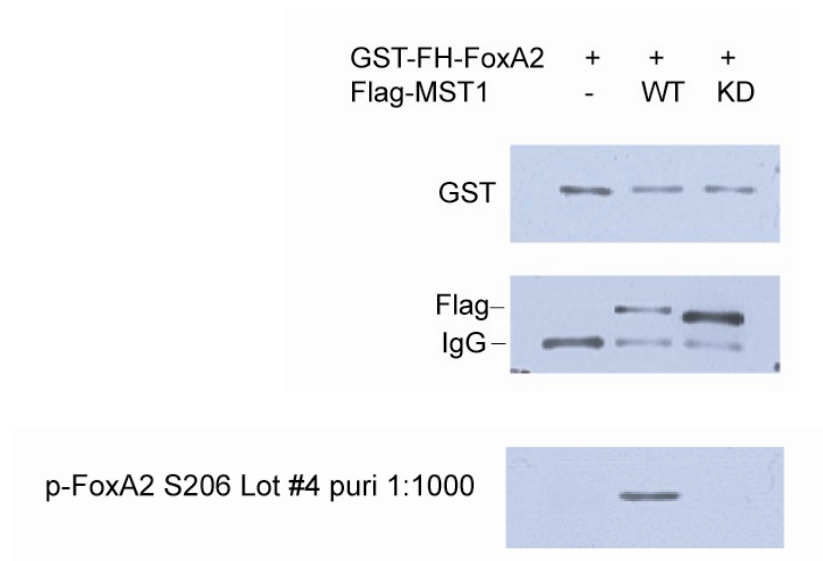 GST-FH-FoxA2 + + +
Flag-MST1 - WT KD
GST
Flag–
IgG–
p-FoxA2 S206 Lot #4 puri 1:1000